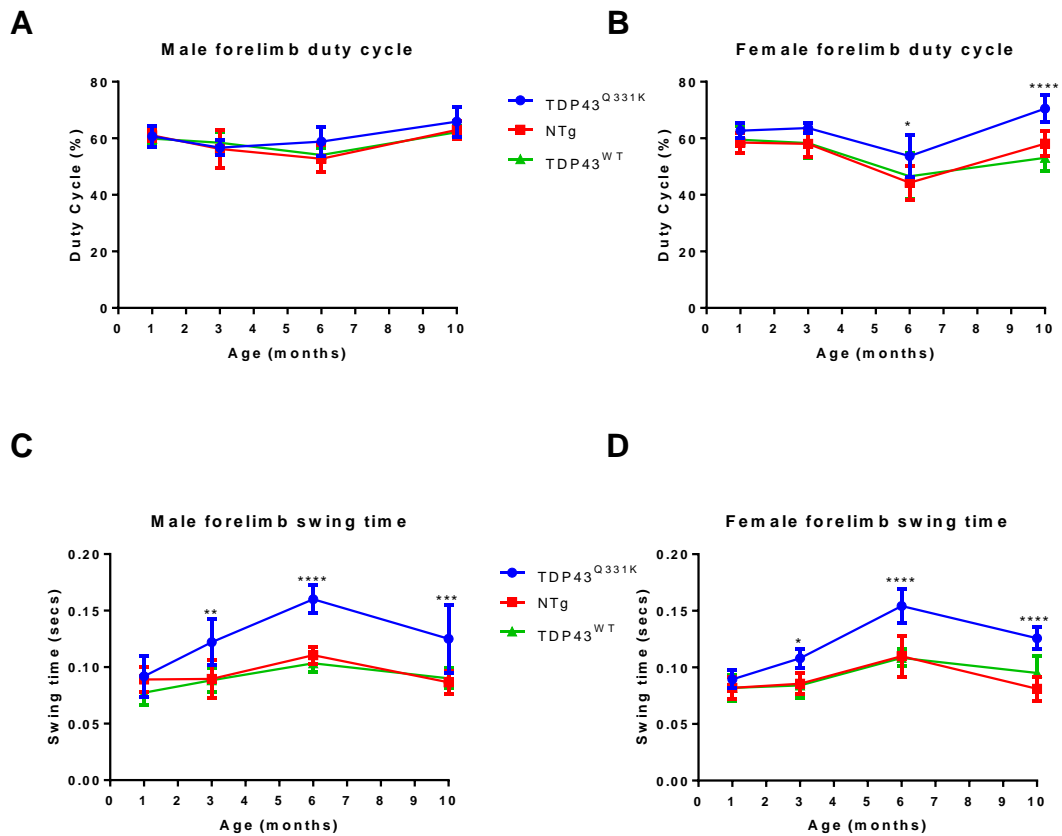 A
Male forelimb duty cycle
80
60
40
20
0
Duty Cycle (%)
0 1 2 3 4 5 6 7 8 9 10
Age (months)
TDP43Q331K
NTg
TDP43WT
B
Female forelimb duty cycle
80
60
40
20
0
Duty Cycle (%)
*
****
0 1 2 3 4 5 6 7 8 9 10
Age (months)
C
Male forelimb swing time
0.20
0.15
0.10
0.05
0.00
Swing time (secs)
**
****
***
0 1 2 3 4 5 6 7 8 9 10
Age (months)
TDP43Q331K
NTg
TDP43WT
D
Female forelimb swing time
0.20
0.15
0.10
0.05
0.00
Swing time (secs)
*
****
****
0 1 2 3 4 5 6 7 8 9 10
Age (months)